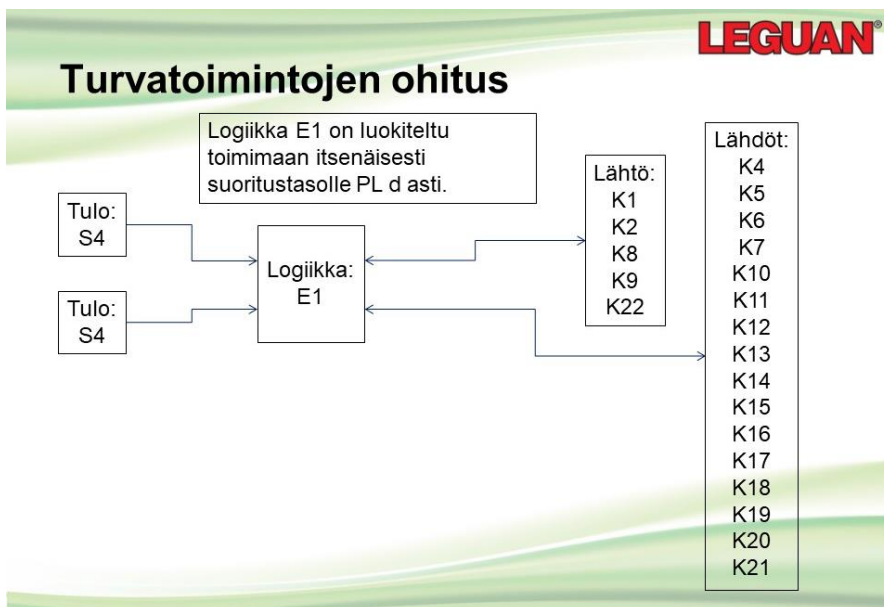 LEGUAN®
Turvatoimintojen ohitus
Logiikka E1 on luokiteltu
toimimaan itsenäisesti
suoritustasolle PL d asti.
Tulo:
S4
Tulo:
S4
Logiikka:
E1
Lähtö:
K1
K2
K8
K9
K22
Lähdöt:
K4
K5
K6
K7
K10
K11
K12
K13
K14
K15
K16
K17
K18
K19
K20
K21